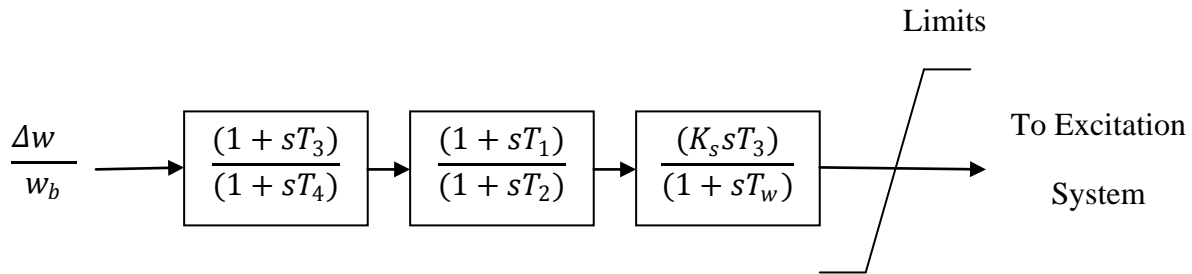 Limits
Δw / w_b
(1 + sT_3) / (1 + sT_4)
(1 + sT_1) / (1 + sT_2)
(K_s sT_3) / (1 + sT_w)
To Excitation
System